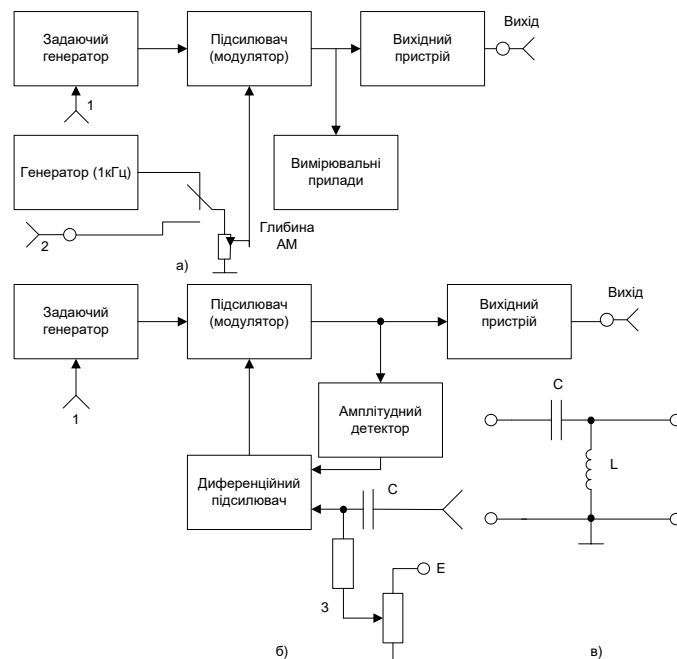 Задаючий
генератор
Підсилювач
(модулятор)
Вихідний
пристрій
Вихід
1
Генератор (1кГц)
Вимірювальні
прилади
2
Глибина
АМ
а)
Задаючий
генератор
Підсилювач
(модулятор)
Вихідний
пристрій
Вихід
1
Амплітудний
детектор
С
L
Диференційний
підсилювач
С
Е
3
б)
в)